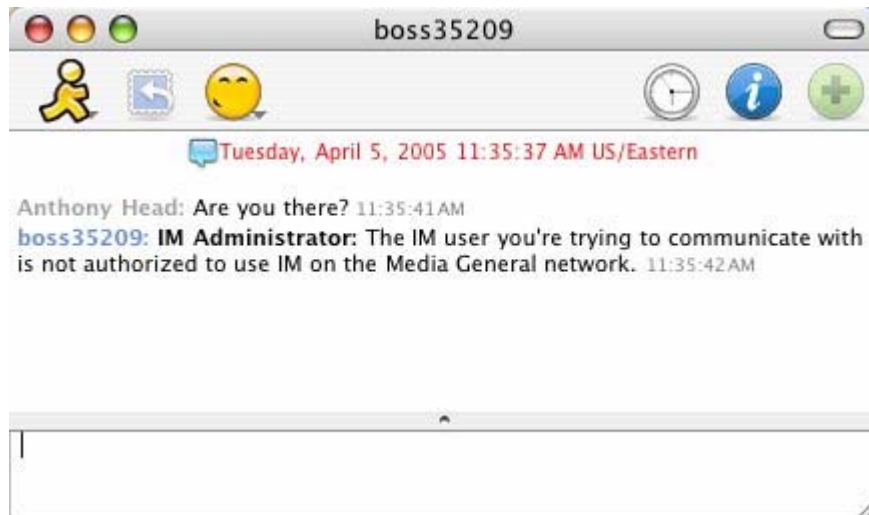 boss35209
Tuesday, April 5, 2005 11:35:37 AM US/Eastern
Anthony Head: Are you there? 11:35:41 AM
boss35209: IM Administrator: The IM user you're trying to communicate with
is not authorized to use IM on the Media General network. 11:35:42 AM